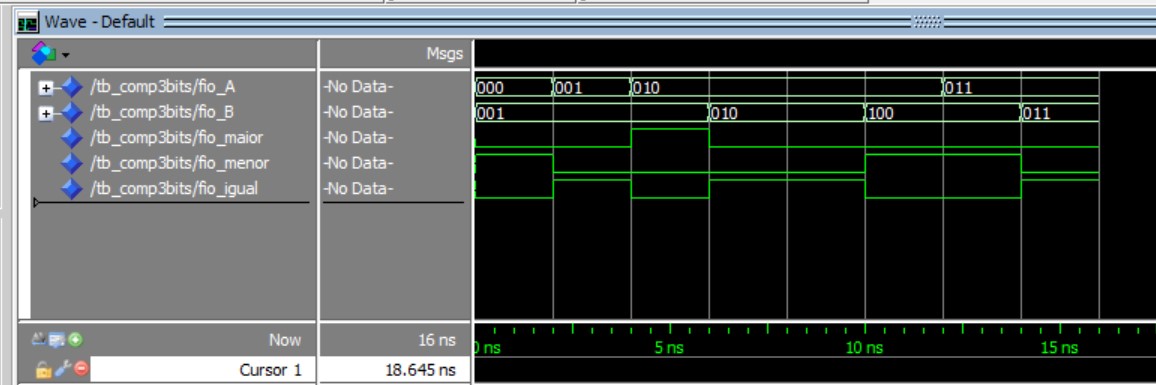 Wave - Default
Msgs
/tb_comp3bits/fio_A -No Data- 000 001 010 011
/tb_comp3bits/fio_B -No Data- 001 010 100 011
/tb_comp3bits/fio_maior -No Data-
/tb_comp3bits/fio_menor -No Data-
/tb_comp3bits/fio_igual -No Data-
Now 16 ns ns 5 ns 10 ns 15 ns
Cursor 1 18.645 ns